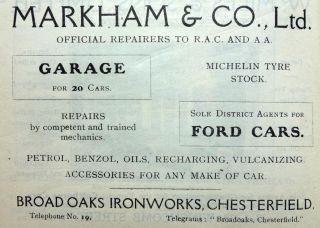 MARKHAM & CO., Ltd.
OFFICIAL REPAIRERS TO R.A.C. AND A.A.
GARAGE
FOR 20 CARS.
MICHELIN TYRE
STOCK.
REPAIRS
by competent and trained
mechanics.
SOLE DISTRICT AGENTS FOR
FORD CARS.
PETROL, BENZOL, OILS, RECHARGING, VULCANIZING.
ACCESSORIES FOR ANY MAKE OF CAR.
BROAD OAKS IRONWORKS, CHESTERFIELD.
Telephone No. 19.
Telegrams: "Broadoaks, Chesterfield."